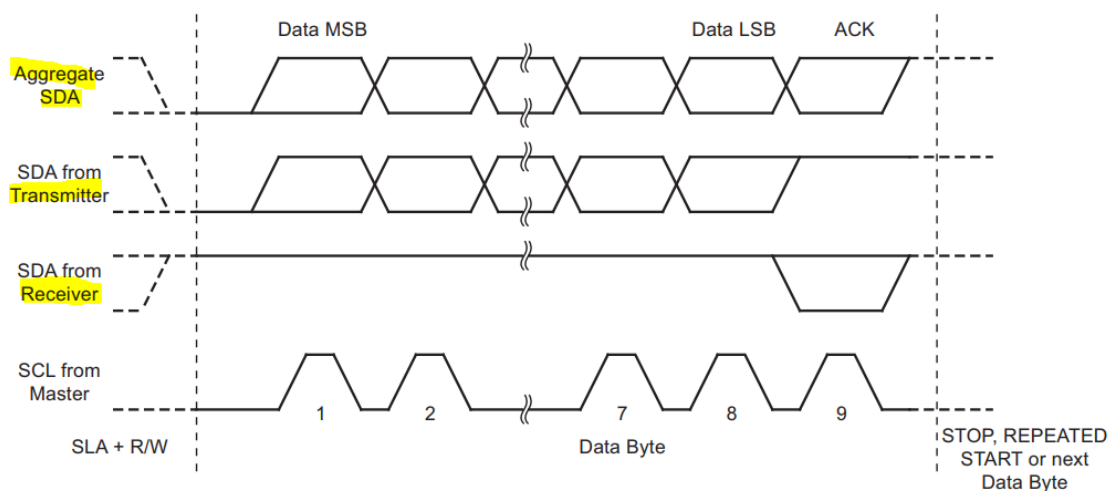 Data MSB
Data LSB
ACK
Aggregate
SDA
SDA from
Transmitter
SDA from
Receiver
SCL from
Master
1
2
7
8
9
SLA + R/W
Data Byte
STOP, REPEATED
START or next
Data Byte